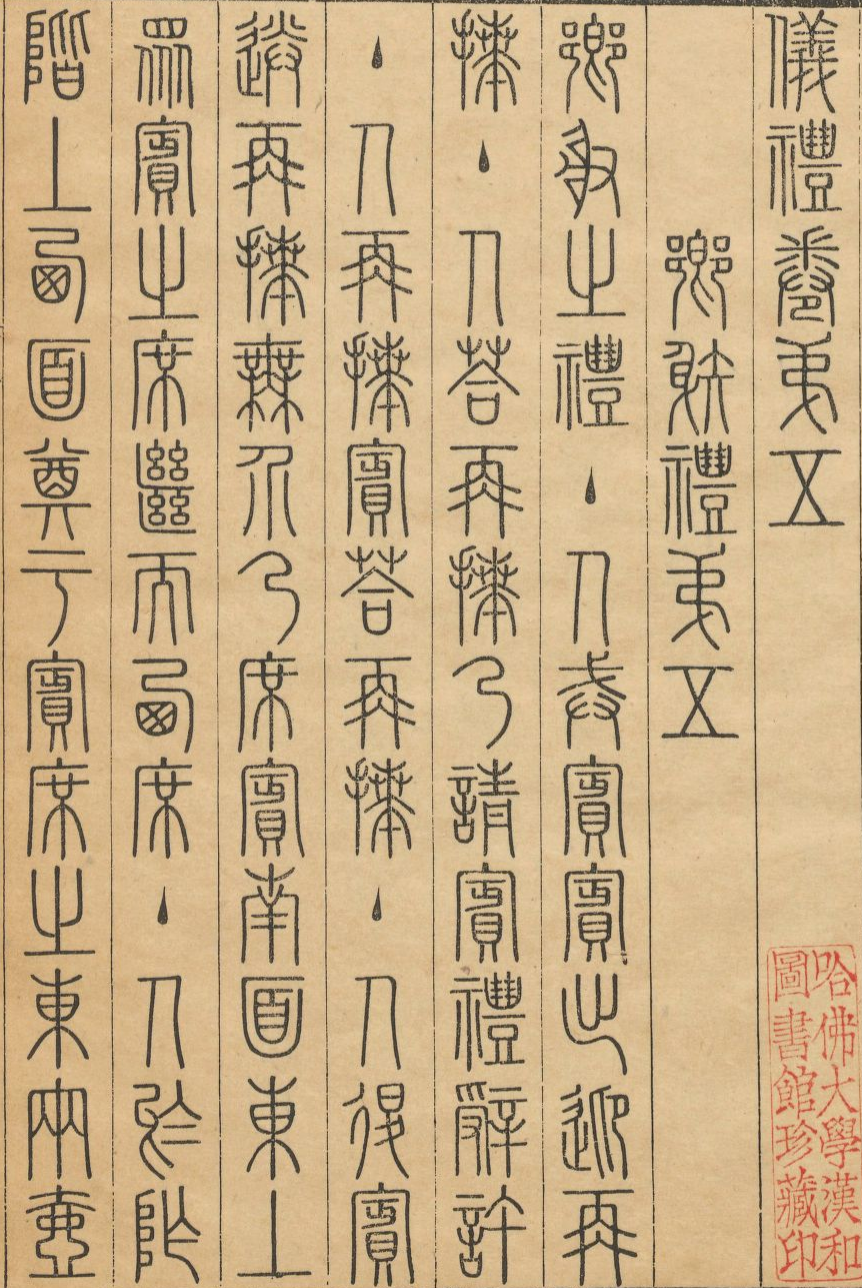 儀禮卷弟五
鄉射禮弟五
鄉射之禮主人戒賓賓出迎再
拜主人荅再拜乃請賓禮辭許
主人再拜賓荅再拜主人退賓
送再拜無介乃席賓南面東上
眾賓之席繼而西席主人於阼
階上西面尊于賓席之東兩壺
哈佛大學漢和
圖書館珍藏印